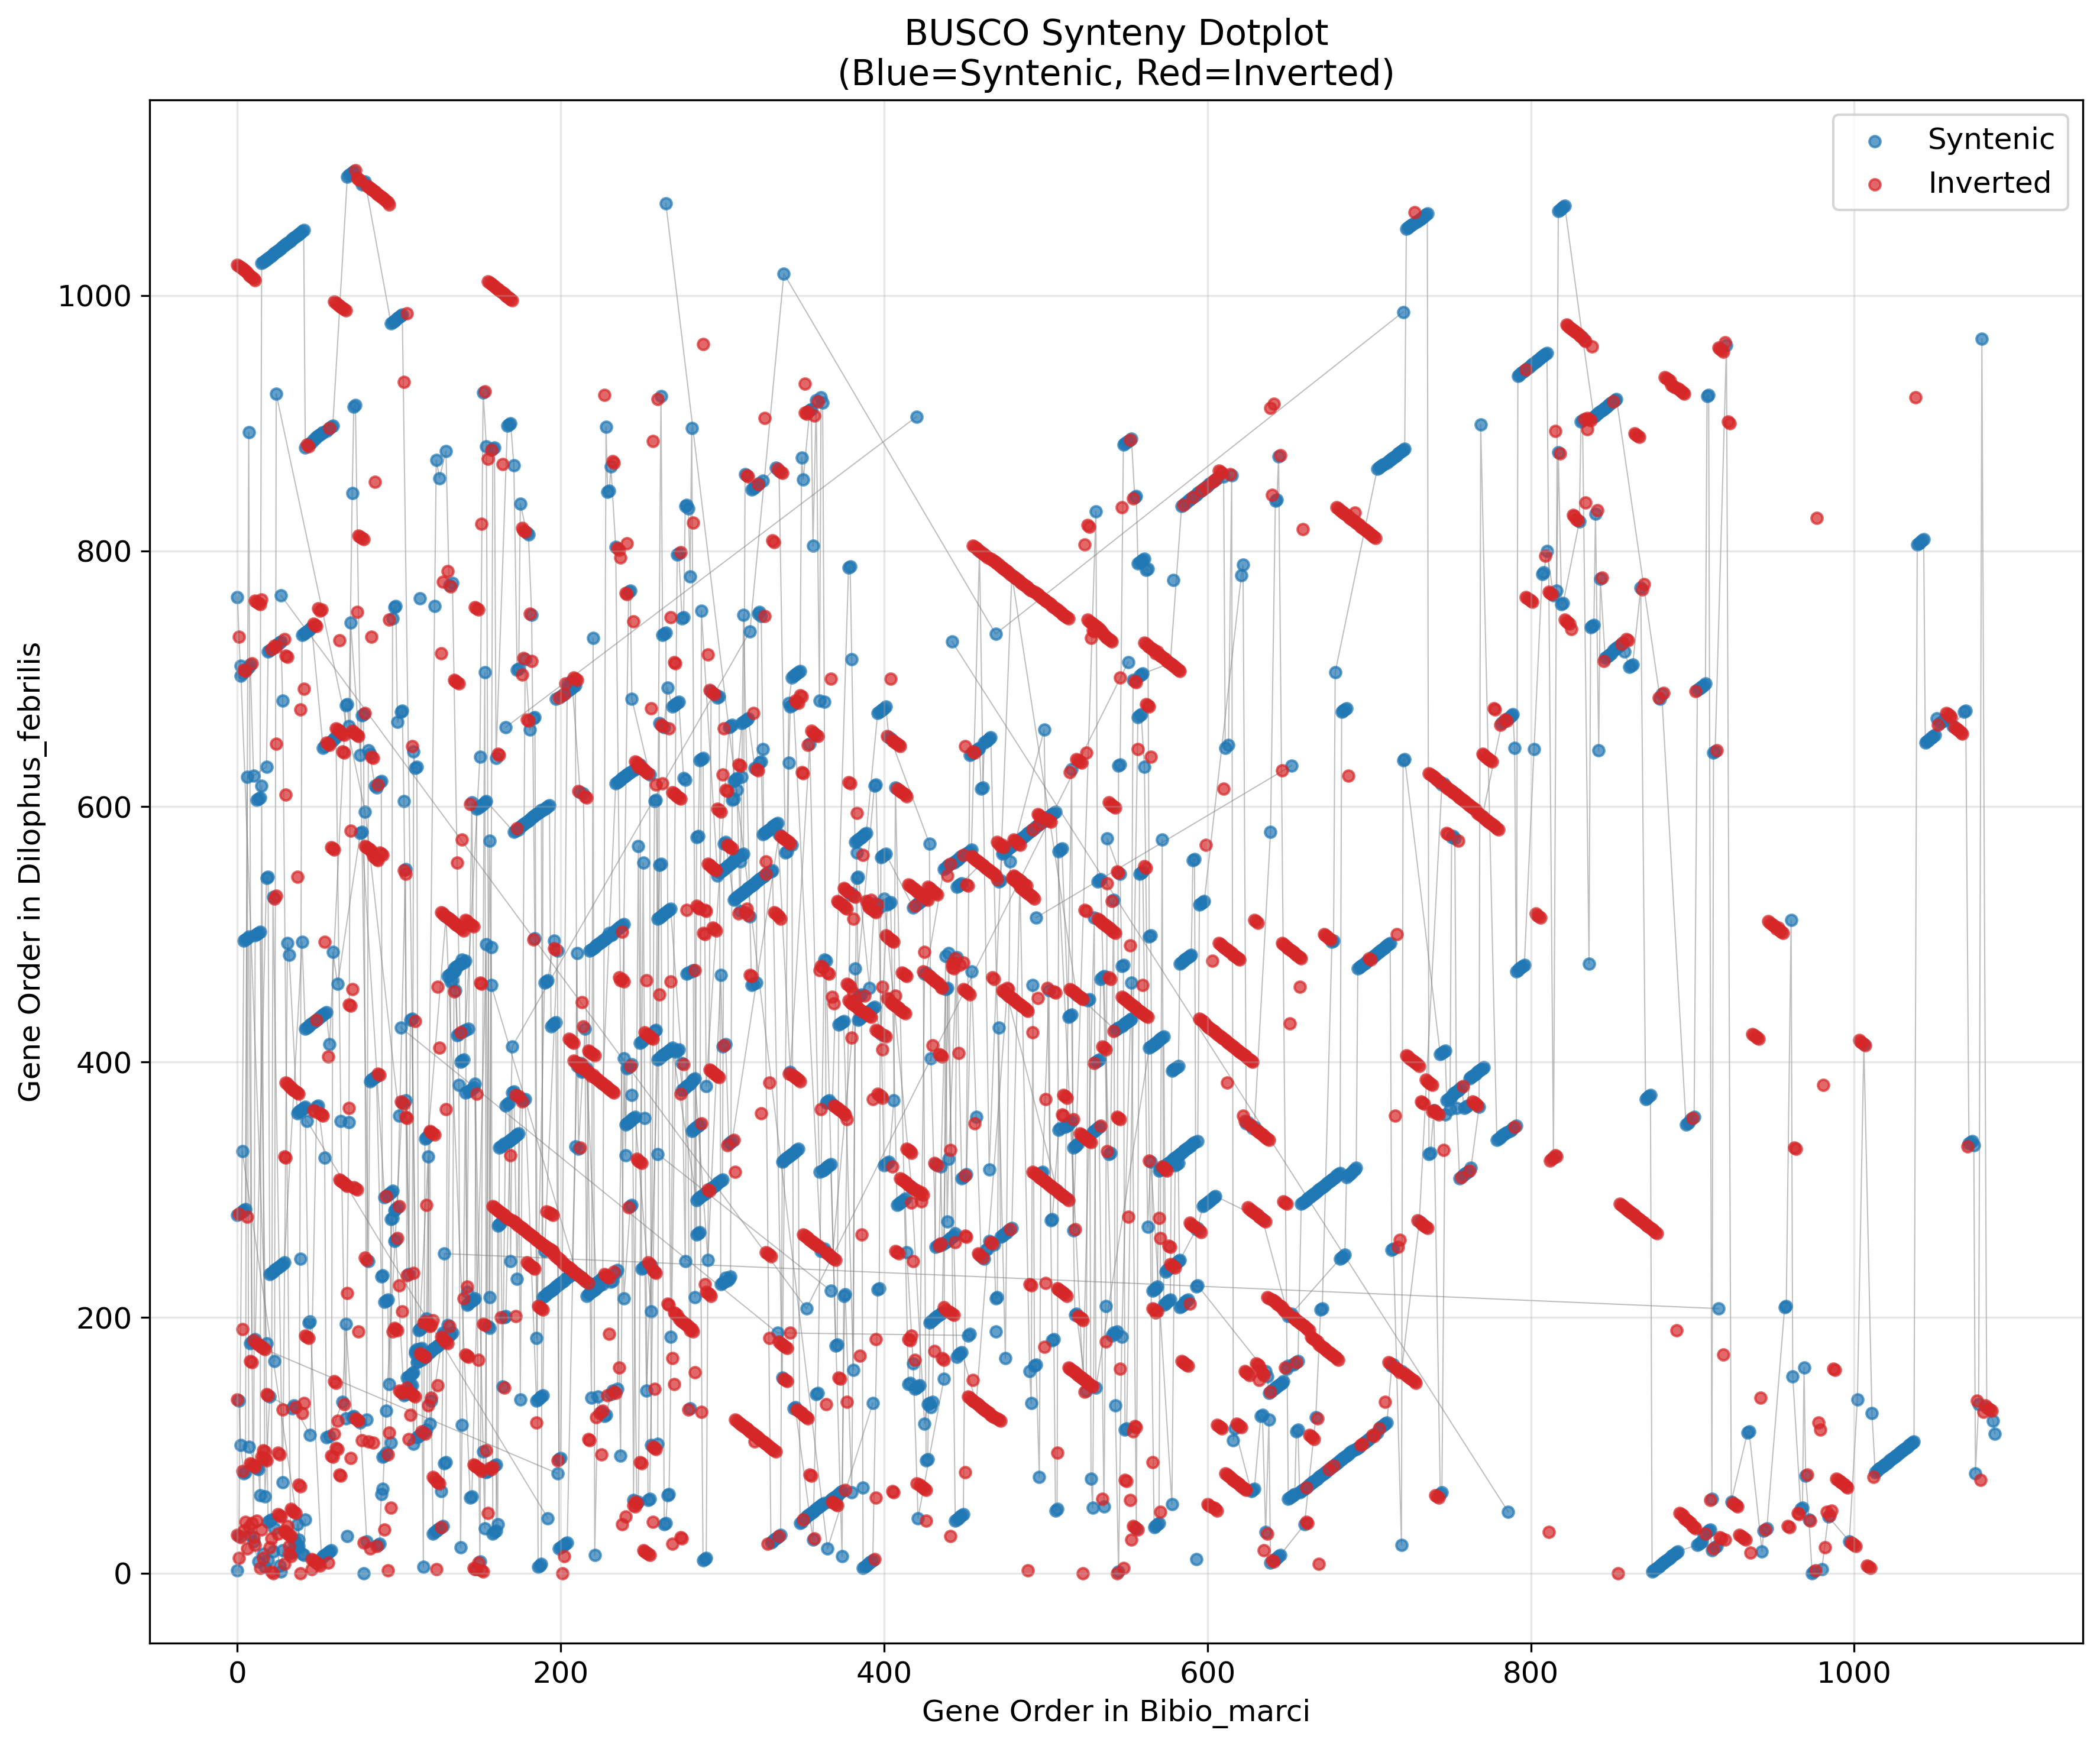 BUSCO Synteny Dotplot
(Blue=Syntenic, Red=Inverted)
Syntenic
Inverted
Gene Order in Dilophus_febrilis
1000
800
600
400
200
0
0 200 400 600 800 1000
Gene Order in Bibio_marci